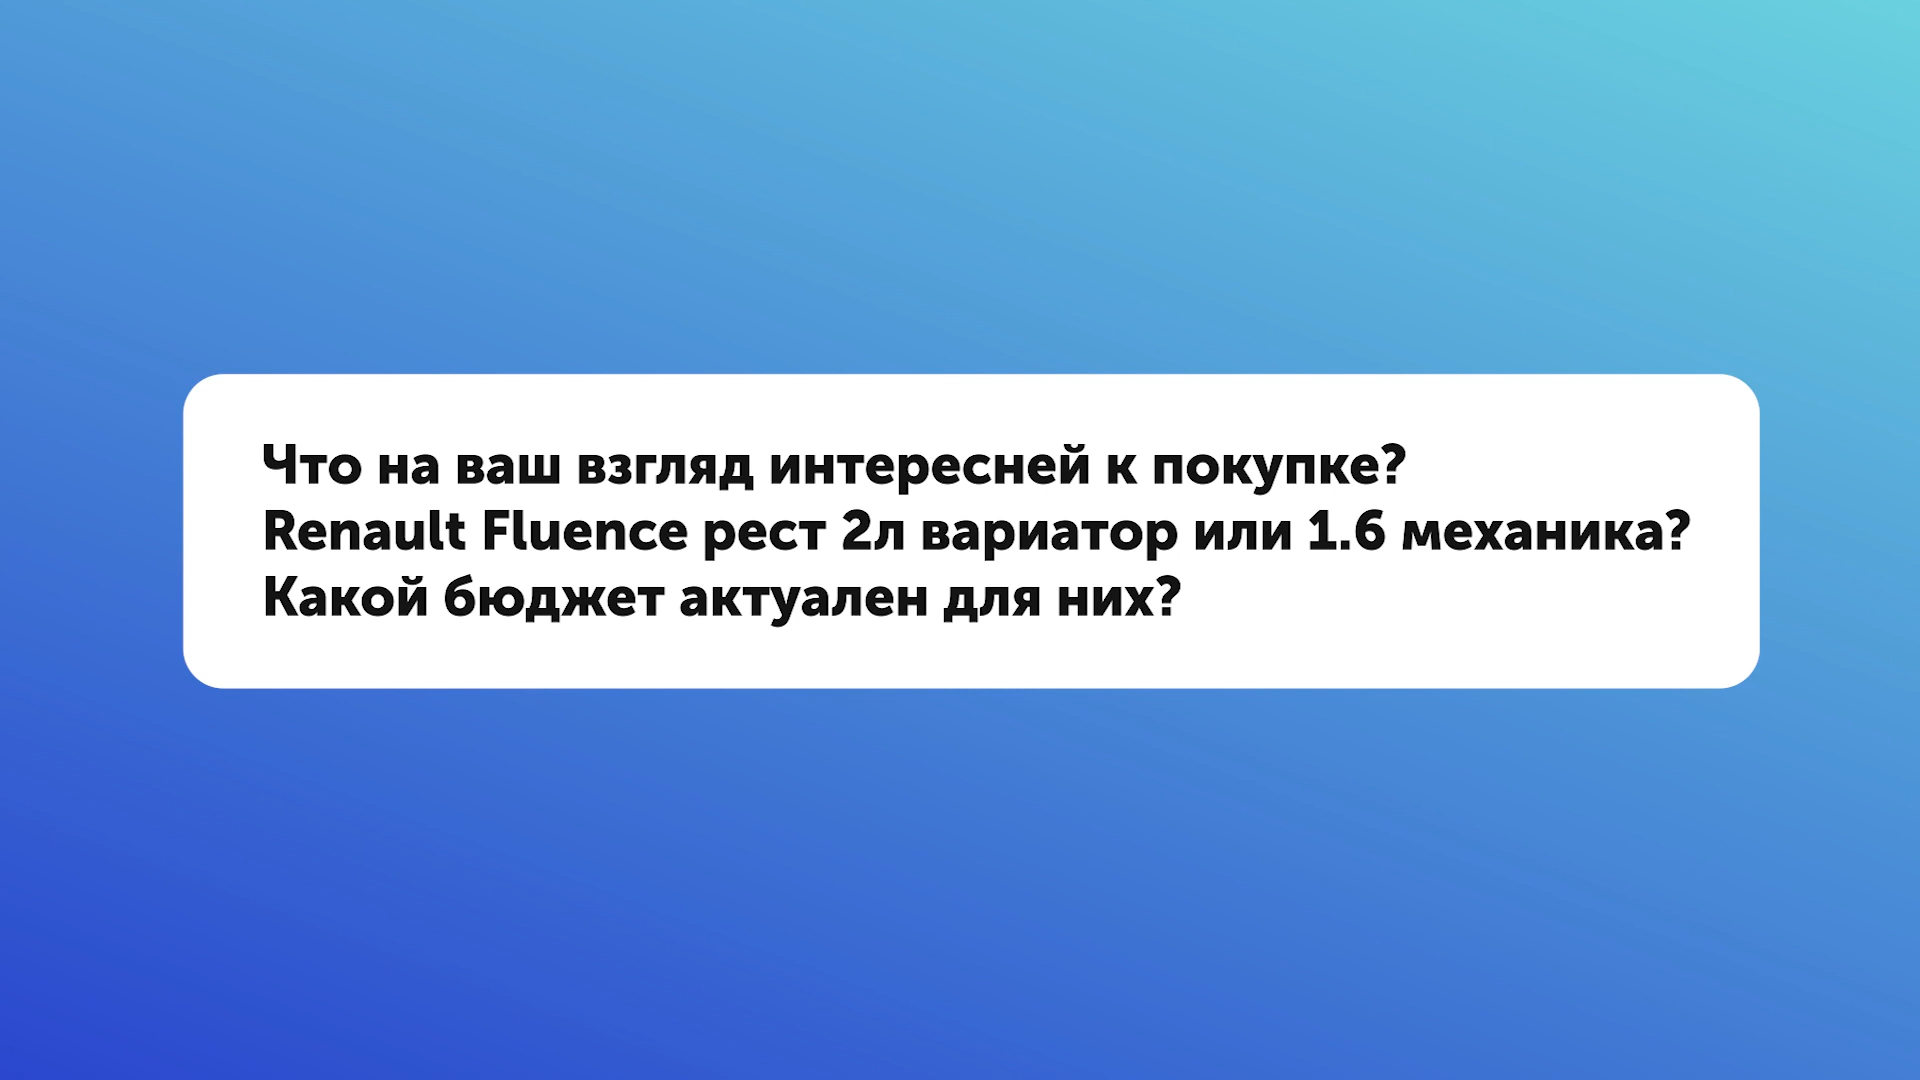 Что на ваш взгляд интересней к покупке?
Renault Fluence рест 2л вариатор или 1.6 механика?
Какой бюджет актуален для них?